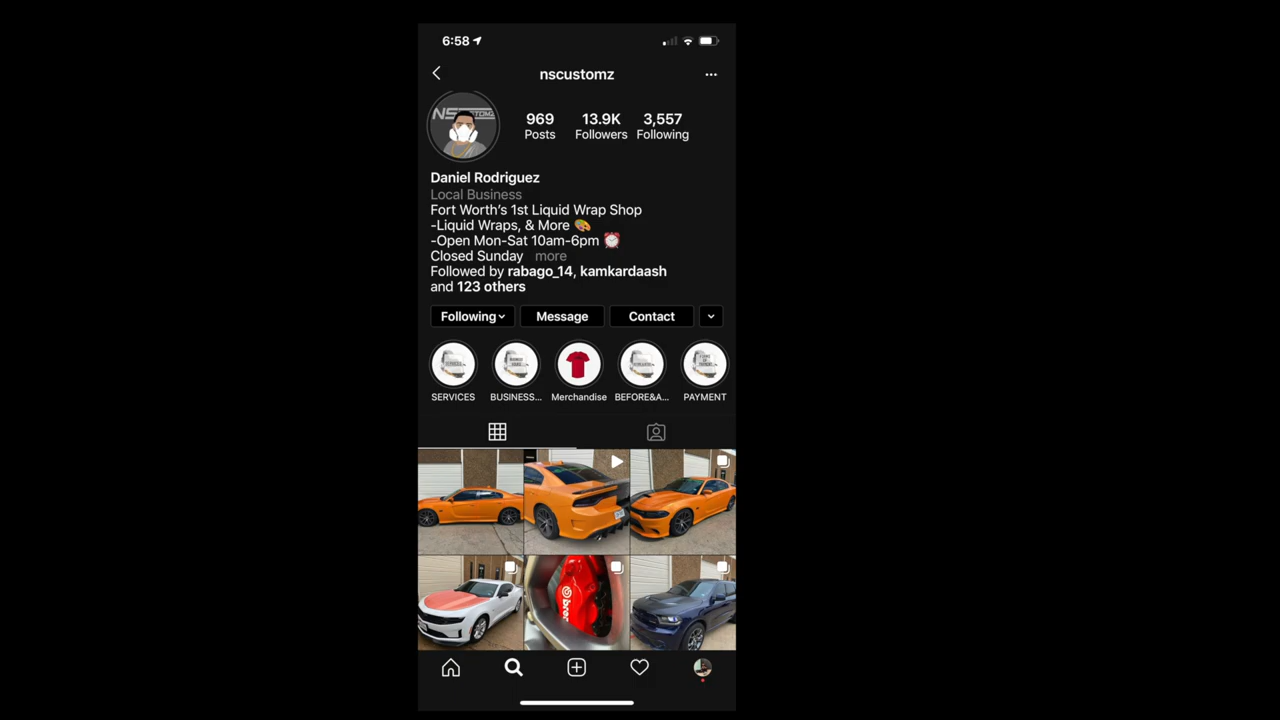 6:58
nscustomz
969
13.9K
3,557
Posts
Followers
Following
Daniel Rodriguez
Local Business
Fort Worth's 1st Liquid Wrap Shop
-Liquid Wraps, & More 🎨
-Open Mon-Sat 10am-6pm ⏰
Closed Sunday more
Followed by rabago_14, kamkardaash
and 123 others
Following
Message
Contact
SERVICES
BUSINESS...
Merchandise
BEFORE&A...
PAYMENT